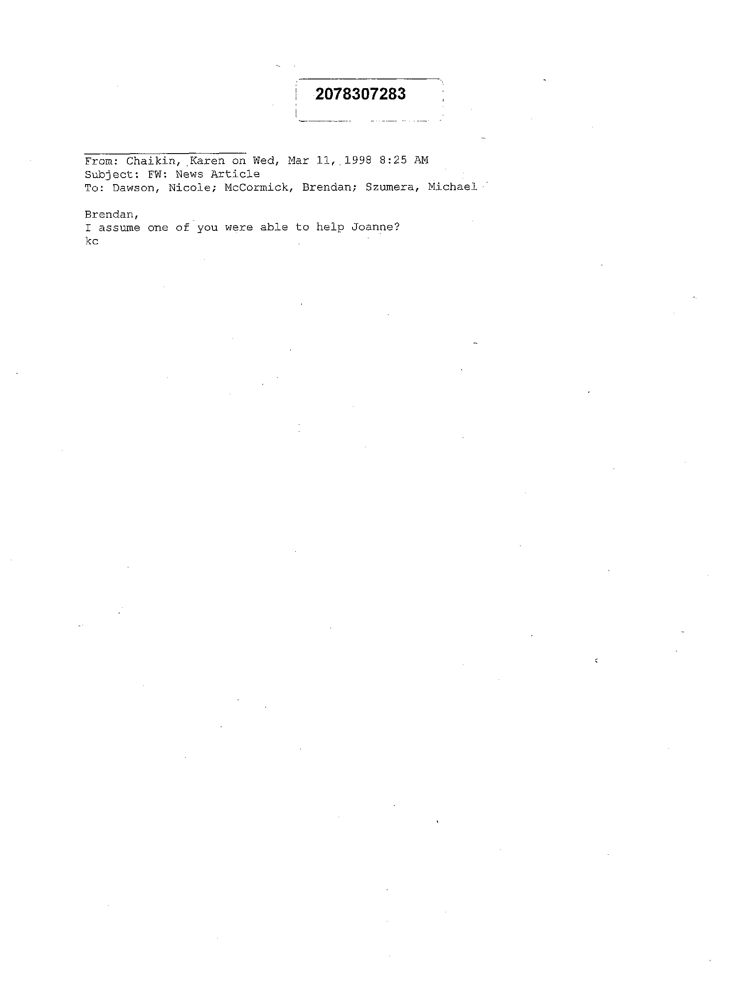 2078307283
From: Chaikin, Karen on Wed, Mar 11, 1998 8:25 AM
Subject: FW: News Article
To: Dawson, Nicole; McCormick, Brendan; Szumera, Michael
Brendan,
I assume one of you were able to help Joanne?
kc